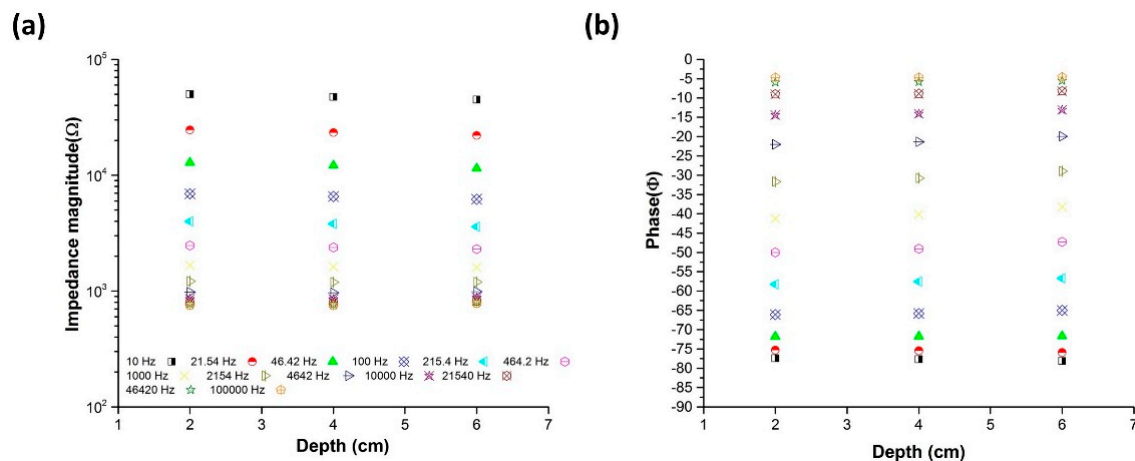 (a)
10⁵
10⁴
10³
10²
Impedance magnitude(Ω)
10 Hz 21.54 Hz 46.42 Hz 100 Hz 215.4 Hz 464.2 Hz
1000 Hz 2154 Hz 4642 Hz 10000 Hz 21540 Hz
46420 Hz 100000 Hz
1 2 3 4 5 6 7
Depth (cm)
(b)
0
-5
-10
-15
-20
-25
-30
-35
-40
-45
-50
-55
-60
-65
-70
-75
-80
-85
-90
Phase(Φ)
1 2 3 4 5 6 7
Depth (cm)